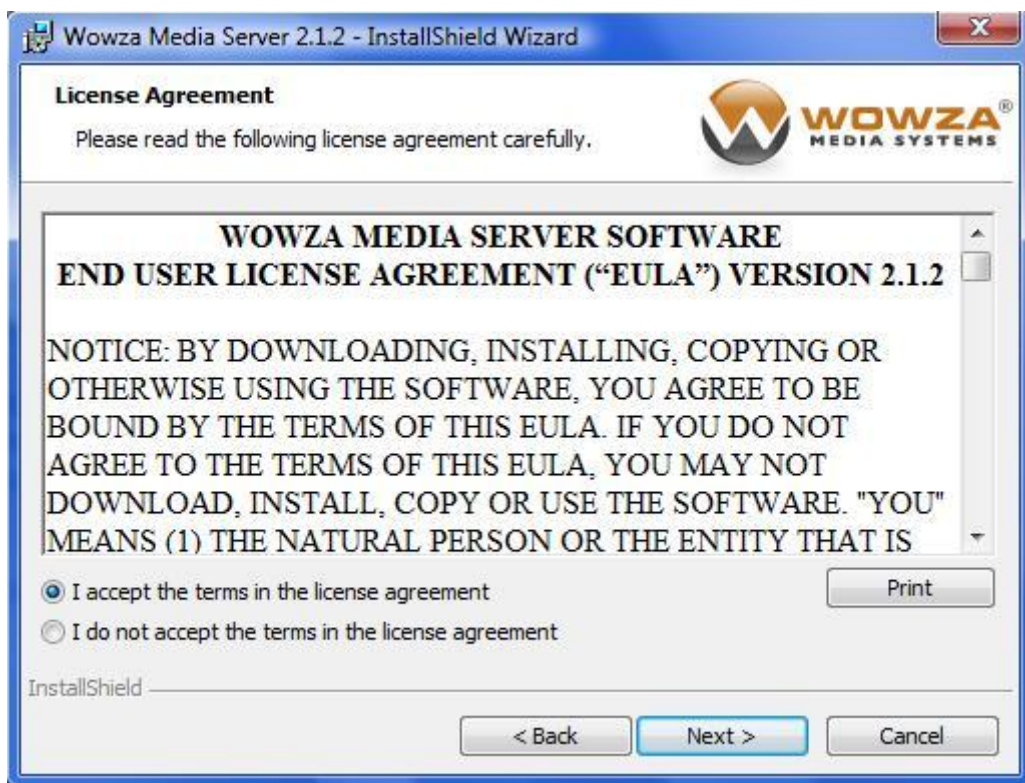 Wowza Media Server 2.1.2 - InstallShield Wizard
License Agreement
Please read the following license agreement carefully.
WOWZA®
MEDIA SYSTEMS
WOWZA MEDIA SERVER SOFTWARE
END USER LICENSE AGREEMENT (“EULA”) VERSION 2.1.2
NOTICE: BY DOWNLOADING, INSTALLING, COPYING OR
OTHERWISE USING THE SOFTWARE, YOU AGREE TO BE
BOUND BY THE TERMS OF THIS EULA. IF YOU DO NOT
AGREE TO THE TERMS OF THIS EULA, YOU MAY NOT
DOWNLOAD, INSTALL, COPY OR USE THE SOFTWARE. "YOU"
MEANS (1) THE NATURAL PERSON OR THE ENTITY THAT IS
I accept the terms in the license agreement
Print
I do not accept the terms in the license agreement
InstallShield
< Back
Next >
Cancel